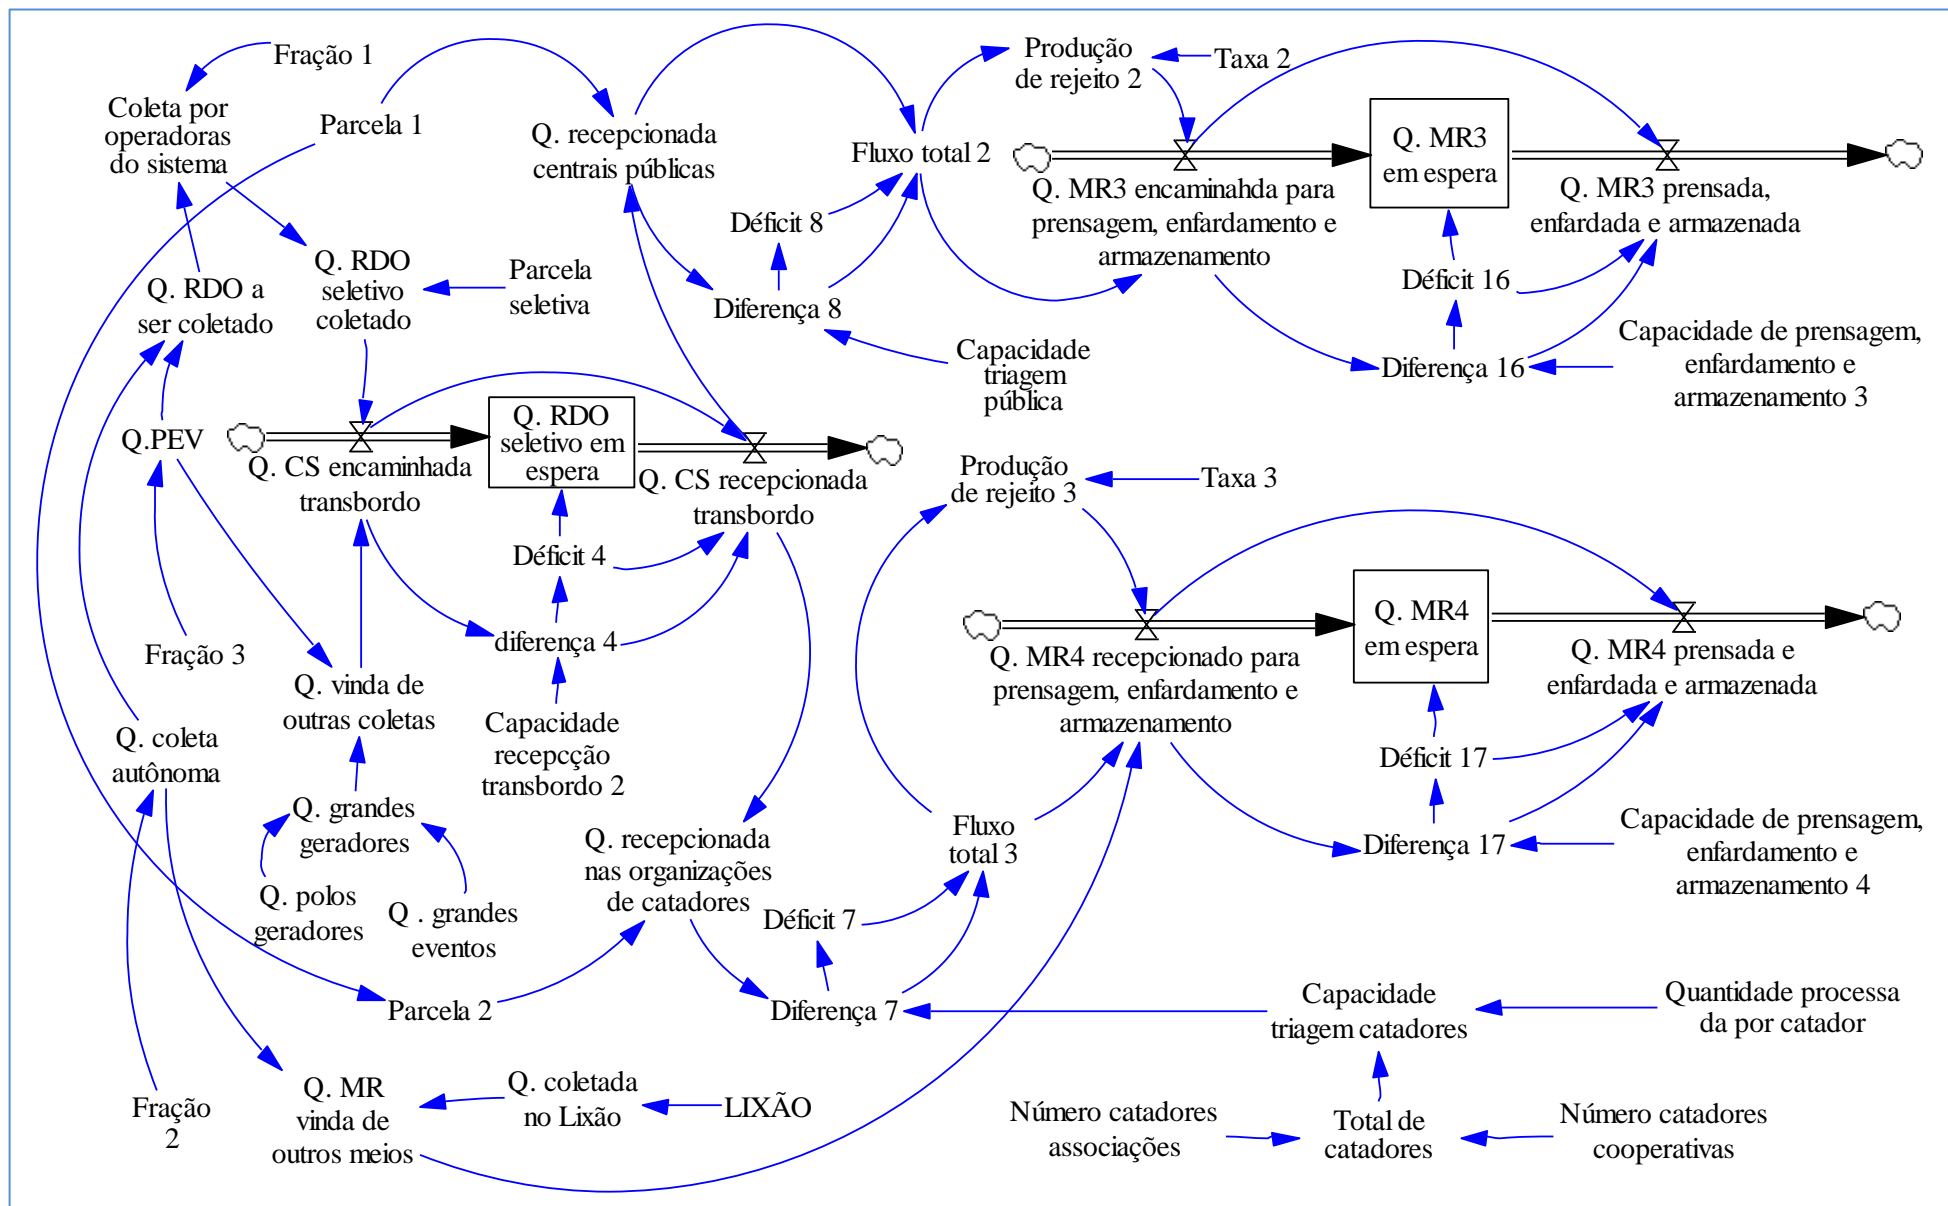 Fração 1
Coleta por
operadoras
do sistema
Parcela 1
Q. recepcionada
centrais públicas
Fluxo total 2
Produção
de rejeito 2
Taxa 2
Q. MR3
em espera
Q. MR3 encaminahda para
prensagem, enfardamento e
armazenamento
Q. MR3 prensada,
enfardada e armazenada
Déficit 8
Diferença 8
Déficit 16
Diferença 16
Capacidade de prensagem,
enfardamento e
armazenamento 3
Capacidade
triagem
pública
Q. RDO
seletivo
coletado
Parcela
seletiva
Q. RDO a
ser coletado
Q.PEV
Q. CS encaminhada
transbordo
Q. RDO
seletivo em
espera
Q. CS recepcionada
transbordo
Déficit 4
diferença 4
Capacidade
recepcção
transbordo 2
Fração 3
Q. vinda de
outras coletas
Q. coleta
autônoma
Q. grandes
geradores
Q. polos
geradores
Q . grandes
eventos
Produção
de rejeito 3
Taxa 3
Q. MR4
em espera
Q. MR4 recepcionado para
prensagem, enfardamento e
armazenamento
Q. MR4 prensada e
enfardada e armazenada
Déficit 17
Diferença 17
Capacidade de prensagem,
enfardamento e
armazenamento 4
Fluxo
total 3
Q. recepcionada
nas organizações
de catadores
Déficit 7
Diferença 7
Parcela 2
Capacidade
triagem catadores
Quantidade processa
da por catador
Fração
2
Q. MR
vinda de
outros meios
Q. coletada
no Lixão
LIXÃO
Número catadores
associações
Total de
catadores
Número catadores
cooperativas